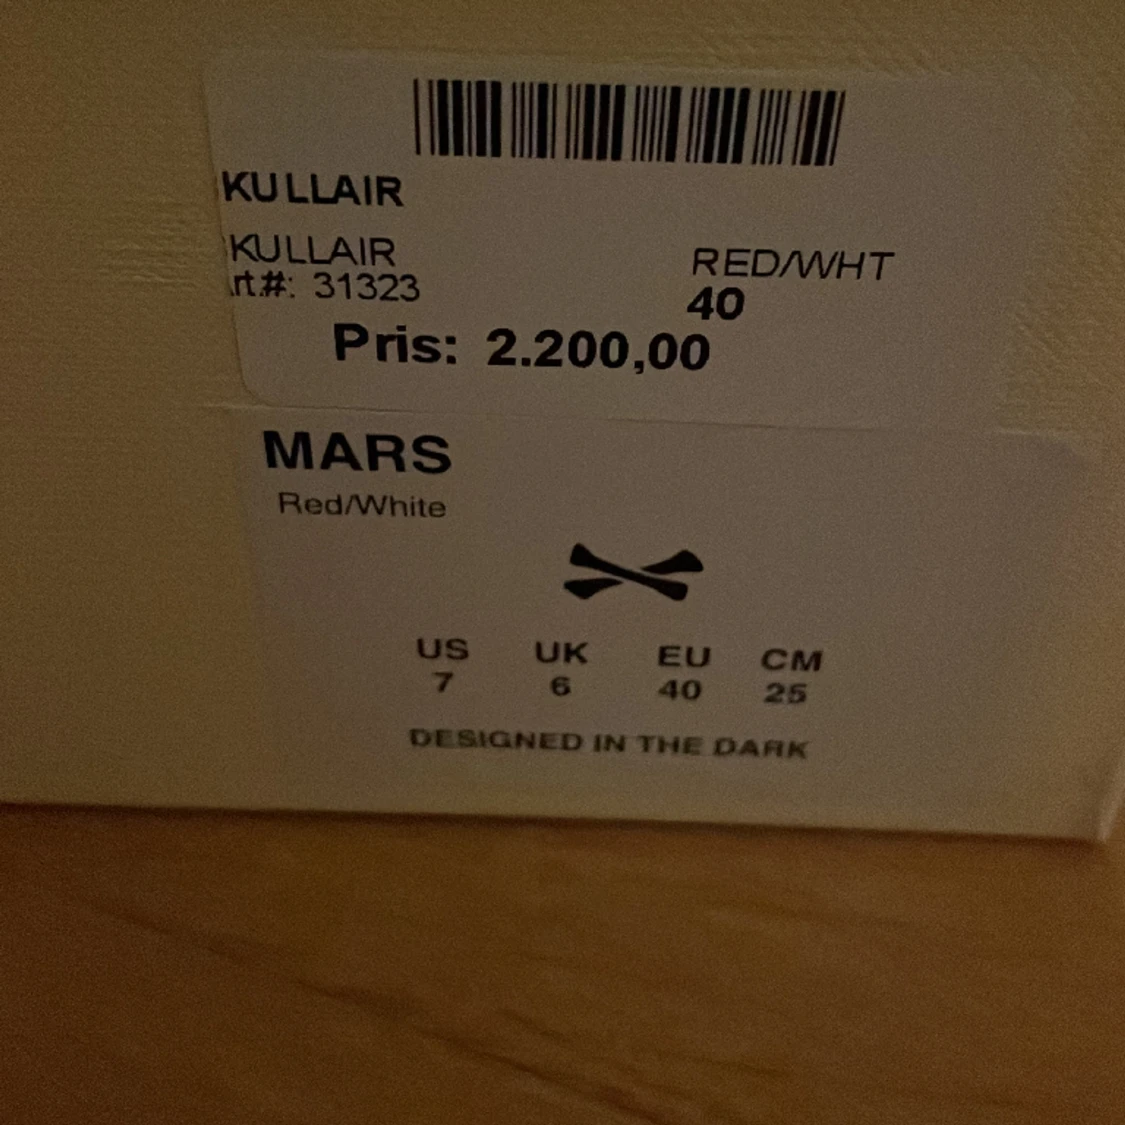 KULLAIR
KULLAIR RED/WHT
rt.#: 31323 40
Pris: 2.200,00
MARS
Red/White
US UK EU CM
7 6 40 25
DESIGNED IN THE DARK